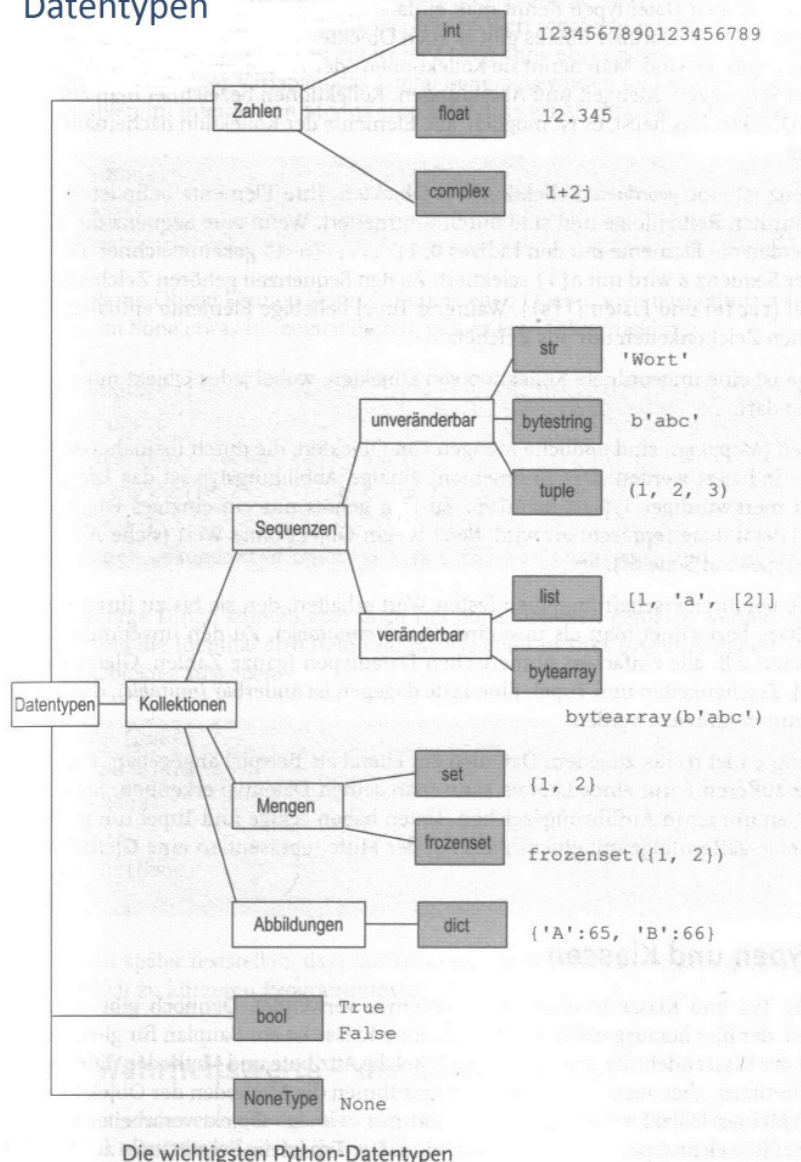 Datentypen
int 1234567890123456789
Zahlen
float 12.345
complex 1+2j
str
'Wort'
unveränderbar bytestring b'abc'
tuple (1, 2, 3)
Sequenzen
list [1, 'a', [2]]
veränderbar
bytearray
Datentypen Kollektionen
bytearray(b'abc')
set {1, 2}
Mengen
frozenset
frozenset({1, 2})
Abbildungen dict
{'A':65, 'B':66}
bool True
False
NoneType None
Die wichtigsten Python-Datentypen